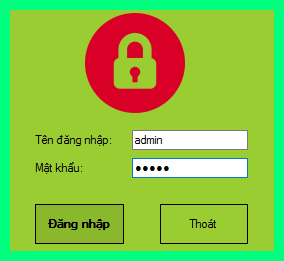 Tên đăng nhập: admin
Mật khẩu: ●●●●●
Đăng nhập Thoát